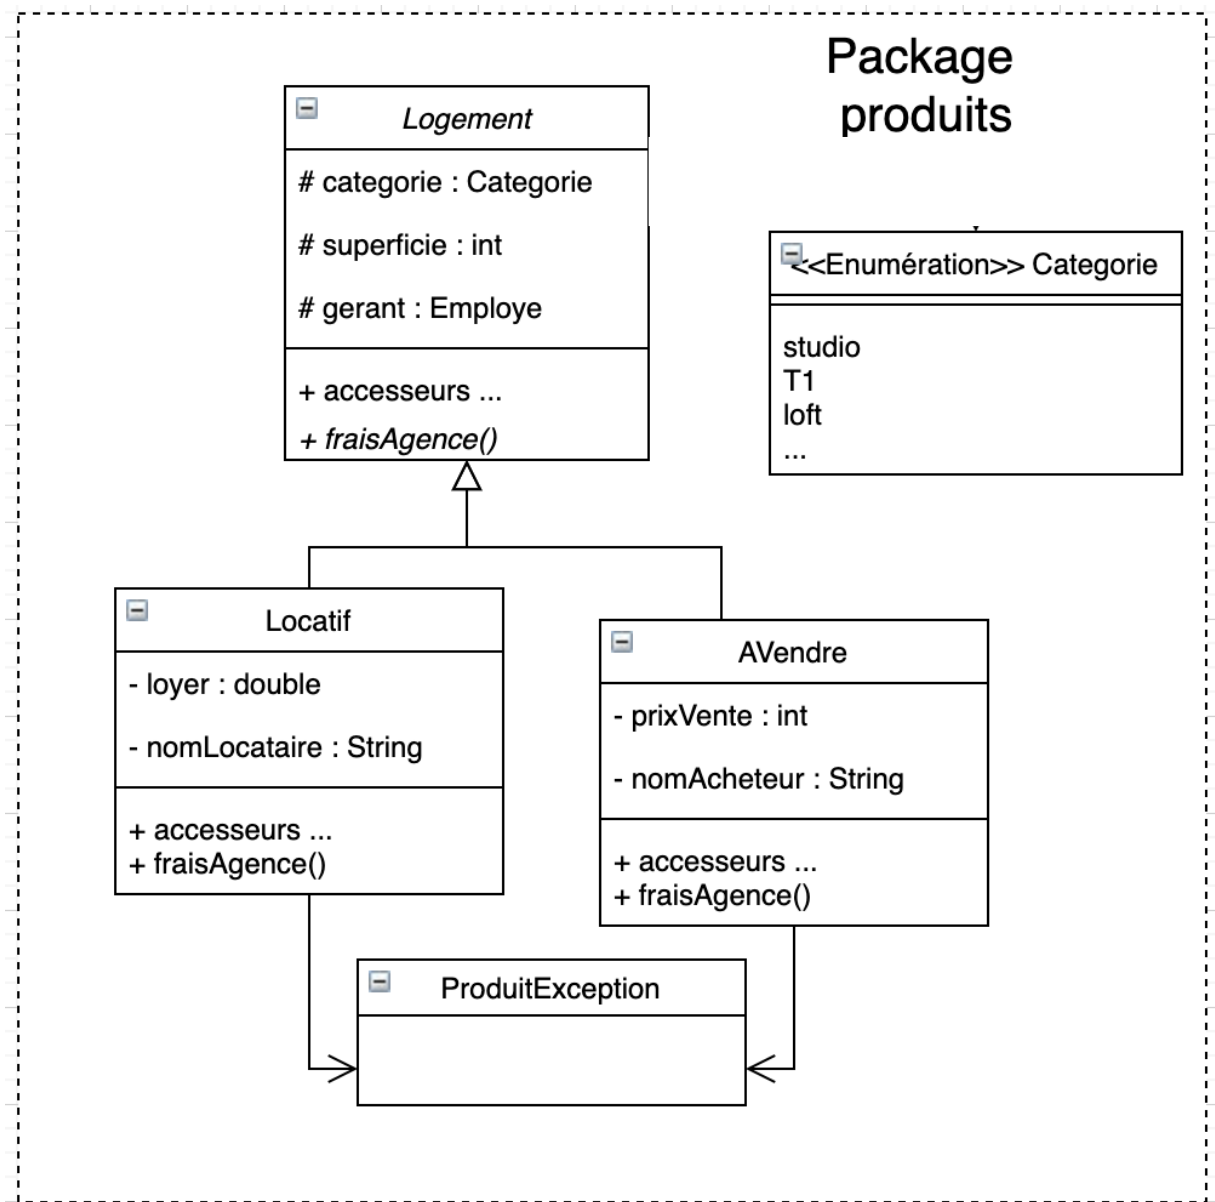 Package
produits
Logement
# categorie : Categorie
# superficie : int
# gerant : Employe
+ accesseurs ...
+ fraisAgence()
<<Enumération>> Categorie
studio
T1
loft
...
Locatif
- loyer : double
- nomLocataire : String
+ accesseurs ...
+ fraisAgence()
AVendre
- prixVente : int
- nomAcheteur : String
+ accesseurs ...
+ fraisAgence()
ProduitException